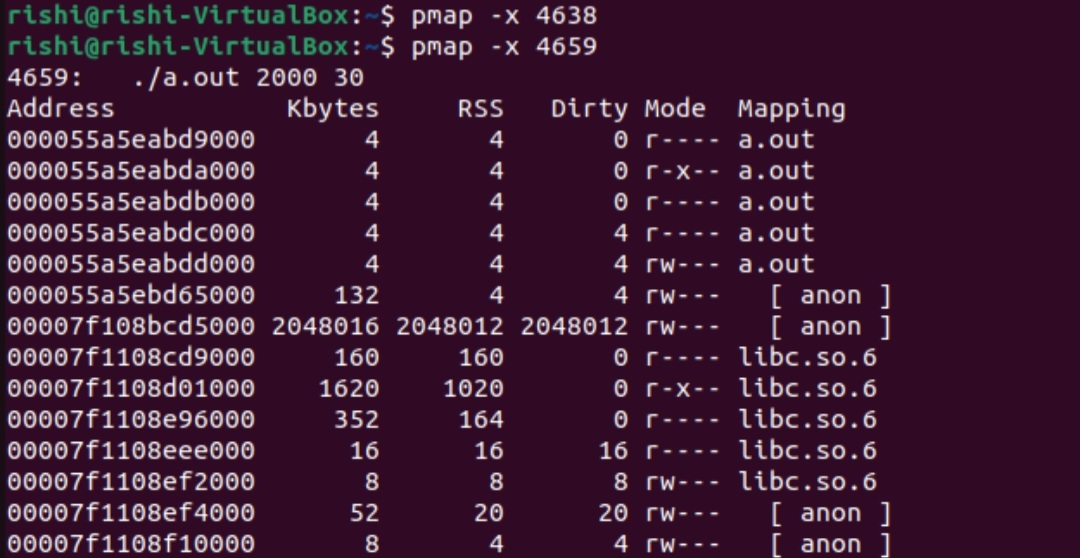 rishi@rishi-VirtualBox:~$ pmap -x 4638
rishi@rishi-VirtualBox:~$ pmap -x 4659
4659:   ./a.out 2000 30
Address           Kbytes     RSS   Dirty Mode  Mapping
000055a5eabd9000       4       4       0 r---- a.out
000055a5eabda000       4       4       0 r-x-- a.out
000055a5eabdb000       4       4       0 r---- a.out
000055a5eabdc000       4       4       4 r---- a.out
000055a5eabdd000       4       4       4 rw--- a.out
000055a5ebd65000     132       4       4 rw---   [ anon ]
00007f108bcd5000 2048016 2048012 2048012 rw---   [ anon ]
00007f1108cd9000     160     160       0 r---- libc.so.6
00007f1108d01000    1620    1020       0 r-x-- libc.so.6
00007f1108e96000     352     164       0 r---- libc.so.6
00007f1108eee000      16      16      16 r---- libc.so.6
00007f1108ef2000       8       8       8 rw--- libc.so.6
00007f1108ef4000      52      20      20 rw---   [ anon ]
00007f1108f10000       8       4       4 rw---   [ anon ]